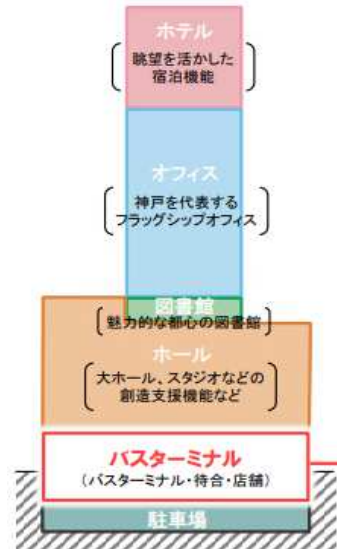 ホテル
眺望を活かした
宿泊機能
オフィス
神戸を代表する
フラッグシップオフィス
図書館
魅力的な都心の図書館
ホール
大ホール、スタジオなどの
創造支援機能など
バスターミナル
(バスターミナル・待合・店舗)
駐車場